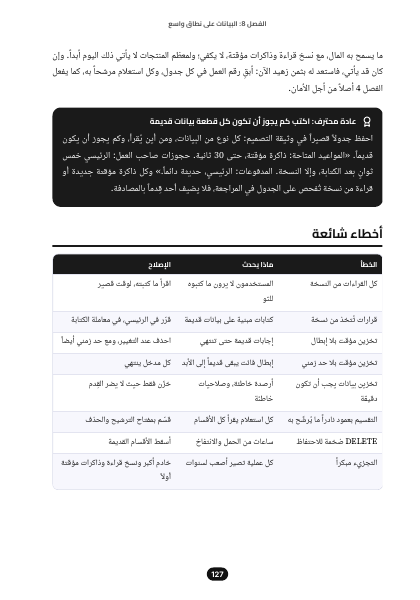 الفصل 8: البيانات على نطاق واسع
ما يسمح به المال، مع نسخ قراءة وذاكرات مؤقتة، لا يكفي؛ ولمعظم المنتجات لا يأتي ذلك اليوم أبداً. وإن
كان قد يأتي، فاستعد له بثمن زهيد الآن: أبقِ رقم العمل في كل جدول، وكل استعلام مرشحاً به، كما يفعل
الفصل 4 أصلاً من أجل الأمان.
عادة محترف: اكتب كم يجوز أن تكون كل قطعة بيانات قديمة
احفظ جدولاً قصيراً في وثيقة التصميم: كل نوع من البيانات، ومن أين يُقرأ، وكم يجوز أن يكون
قديماً. «المواعيد المتاحة: ذاكرة مؤقتة، حتى 30 ثانية. حجوزات صاحب العمل: الرئيسي خمس
ثوانٍ بعد الكتابة، وإلا النسخة. المدفوعات: الرئيسي، حديثة دائماً.» وكل ذاكرة مؤقتة جديدة أو
قراءة من نسخة تُفحص على الجدول في المراجعة، فلا يضيف أحد قِدماً بالمصادفة.
أخطاء شائعة
الخطأ ماذا يحدث الإصلاح
كل القراءات من النسخة المستخدمون لا يرون ما كتبوه اقرأ ما كتبته، لوقت قصير
للتو
قرارات تُتخذ من نسخة كتابات مبنية على بيانات قديمة قرّر في الرئيسي، في معاملة الكتابة
تخزين مؤقت بلا إبطال إجابات قديمة حتى تنتهي احذف عند التغيير، ومع حد زمني أيضاً
تخزين مؤقت بلا حد زمني إبطال فائت يبقى قديماً إلى الأبد كل مدخل ينتهي
تخزين بيانات يجب أن تكون أرصدة خاطئة، وصلاحيات خزّن فقط حيث لا يضر القِدم
دقيقة خاطئة
التقسيم بعمود نادراً ما يُرشَّح به كل استعلام يقرأ كل الأقسام قسّم بمفتاح الترشيح والحذف
DELETE ضخمة للاحتفاظ ساعات من الحمل والانتفاخ أسقط الأقسام القديمة
التجزيء مبكراً كل عملية تصير أصعب لسنوات خادم أكبر ونسخ قراءة وذاكرات مؤقتة
أولاً
127